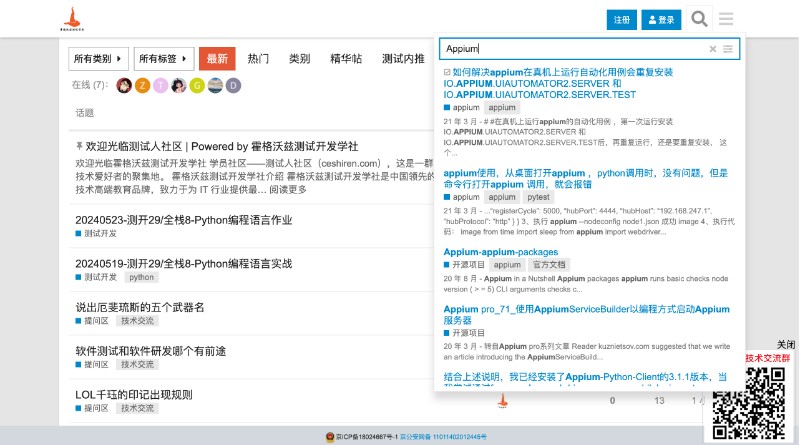 注册
登录
所有类别
所有标签
最新
热门
类别
精华帖
测试内推
在线 (7):
Z
T
G
D
话题
欢迎光临测试人社区 | Powered by 霍格沃兹测试开发学社
欢迎光临霍格沃兹测试开发学社 学员社区——测试人社区（ceshiren.com），这是一群
技术爱好者的聚集地。 霍格沃兹测试开发学社介绍 霍格沃兹测试开发学社是中国领先的
技术高端教育品牌，致力于为 IT 行业提供最… 阅读更多
20240523-测开29/全栈8-Python编程语言作业
测试开发
20240519-测开29/全栈8-Python编程语言实战
测试开发 python
说出厄斐琉斯的五个武器名
提问区 技术交流
软件测试和软件研发哪个有前途
提问区 技术交流
LOL千珏的印记出现规则
提问区 技术交流
Appium
如何解决appium在真机上运行自动化用例会重复安装
IO.APPIUM.UIAUTOMATOR2.SERVER 和
IO.APPIUM.UIAUTOMATOR2.SERVER.TEST
appium appium
21 年 3 月 - # #在真机上运行appium的自动化用例 ，第一次运行安装
IO.APPIUM.UIAUTOMATOR2.SERVER 和
IO.APPIUM.UIAUTOMATOR2.SERVER.TEST后，再重复运行，还是要重复安装， 这
个...
appium使用，从桌面打开appium ，python调用时，没有问题，但是
命令行打开appium 调用，就会报错
appium appium pytest
21 年 3 月 - ..."registerCycle": 5000, "hubPort": 4444, "hubHost": "192.168.247.1",
"hubProtocol": "http" } } 3、执行 appium --nodeconfig node1.json 成功 image 4、执行代
码： image from time import sleep from appium import webdriver...
Appium-appium-packages
开源项目 appium 官方文档
20 年 8 月 - Appium in a Nutshell Appium packages appium runs basic checks node
version ( > = 5) CLI arguments checks c...
Appium pro_71_使用AppiumServiceBuilder以编程方式启动Appium
服务器
开源项目
20 年 3 月 - 转自Appium pro系列文章 Reader kuznietsov.com suggested that we write
an article introducing the AppiumServiceBuild...
结合上述说明，我已经安装了Appium-Python-Client的3.1.1版本，当
0
13
关闭
技术交流群
京ICP备18024667号-1 京公安网备 11011402012445号